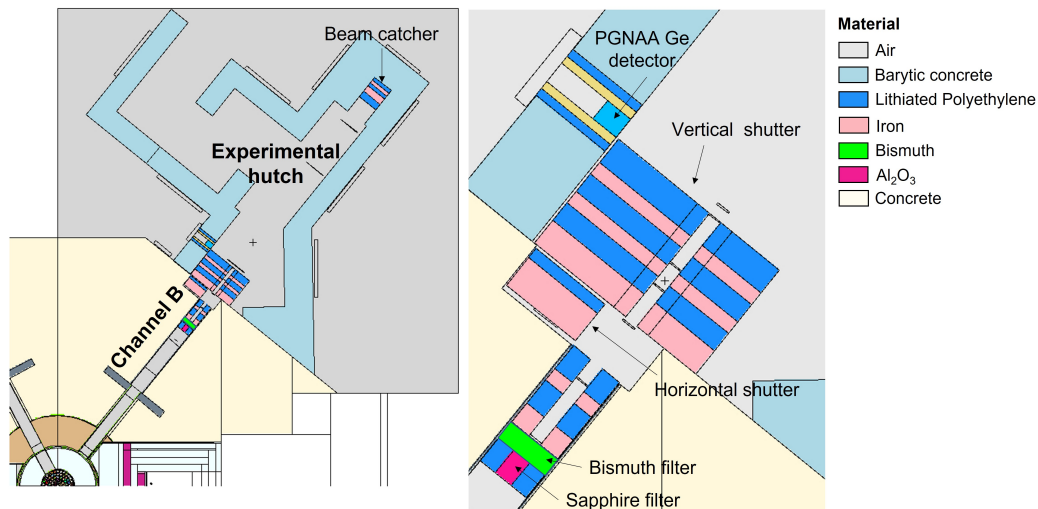 Beam catcher
Experimental
hutch
Channel B
PGNAA Ge
detector
Vertical shutter
Horizontal shutter
Bismuth filter
Sapphire filter
Material
Air
Barytic concrete
Lithiated Polyethylene
Iron
Bismuth
Al₂O₃
Concrete